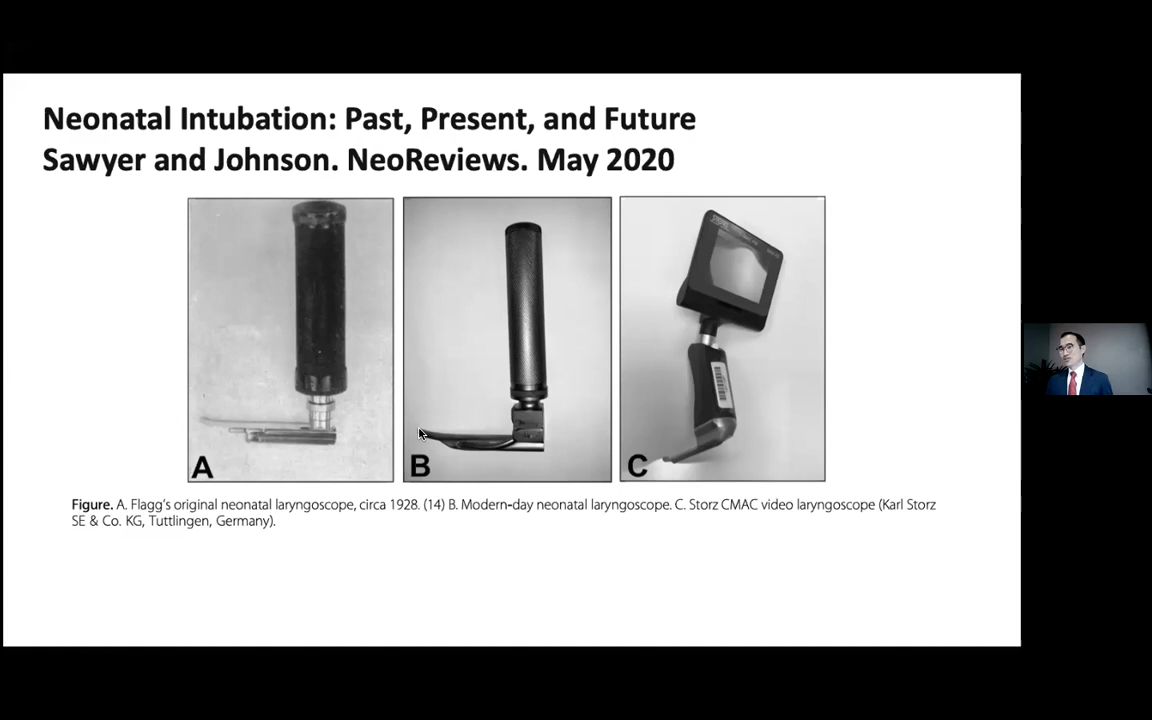 Neonatal Intubation: Past, Present, and Future
Sawyer and Johnson. NeoReviews. May 2020
A
B
C
Figure. A. Flagg's original neonatal laryngoscope, circa 1928. (14) B. Modern-day neonatal laryngoscope. C. Storz CMAC video laryngoscope (Karl Storz
SE & Co. KG, Tuttlingen, Germany).